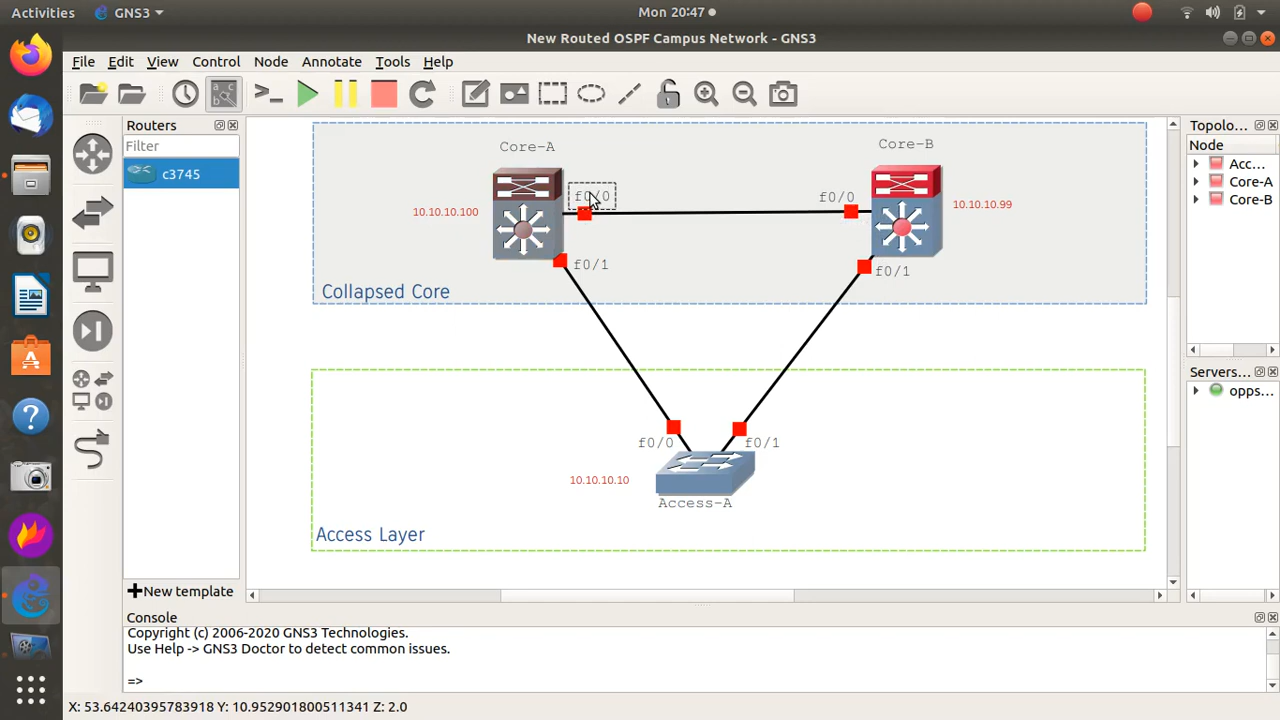 Activities
GNS3
Mon 20:47
New Routed OSPF Campus Network - GNS3
File Edit View Control Node Annotate Tools Help
Routers
Filter
c3745
New template
Core-A
Core-B
f0/0
f0/0
10.10.10.100
10.10.10.99
f0/1
f0/1
Collapsed Core
f0/0
f0/1
10.10.10.10
Access-A
Access Layer
Topolo...
Node
Acc...
Core-A
Core-B
Servers...
opps...
Console
Copyright (c) 2006-2020 GNS3 Technologies.
Use Help -> GNS3 Doctor to detect common issues.
=>
X: 53.64240395783918 Y: 10.952901800511341 Z: 2.0